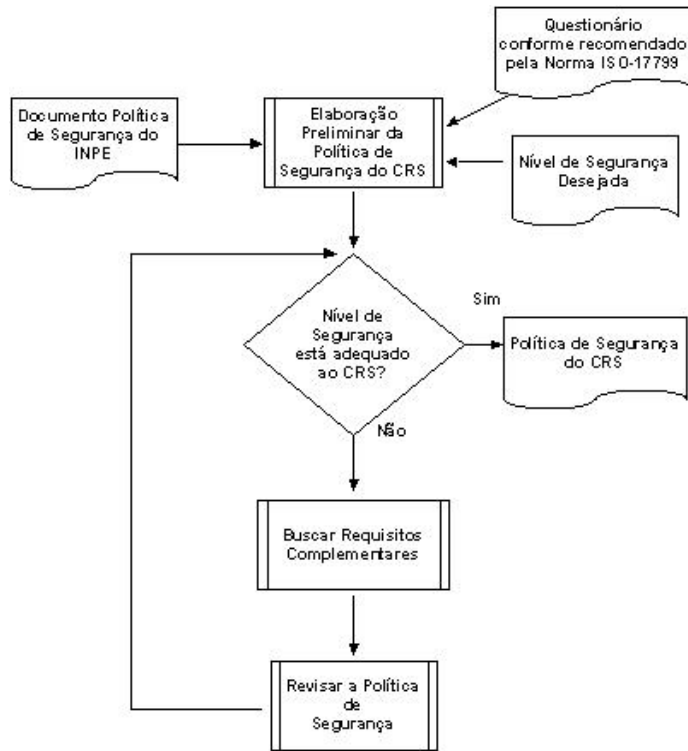 Questionário
conforme recomendado
pela Norma ISO-17799
Documento Política
de Segurança do
INPE
Elaboração
Preliminar da
Política de
Segurança do CRS
Nível de Segurança
Desejada
Nível de
Segurança
está adequado
ao CRS?
Sim
Política de Segurança
do CRS
Não
Buscar Requisitos
Complementares
Revisar a Política
de
Segurança